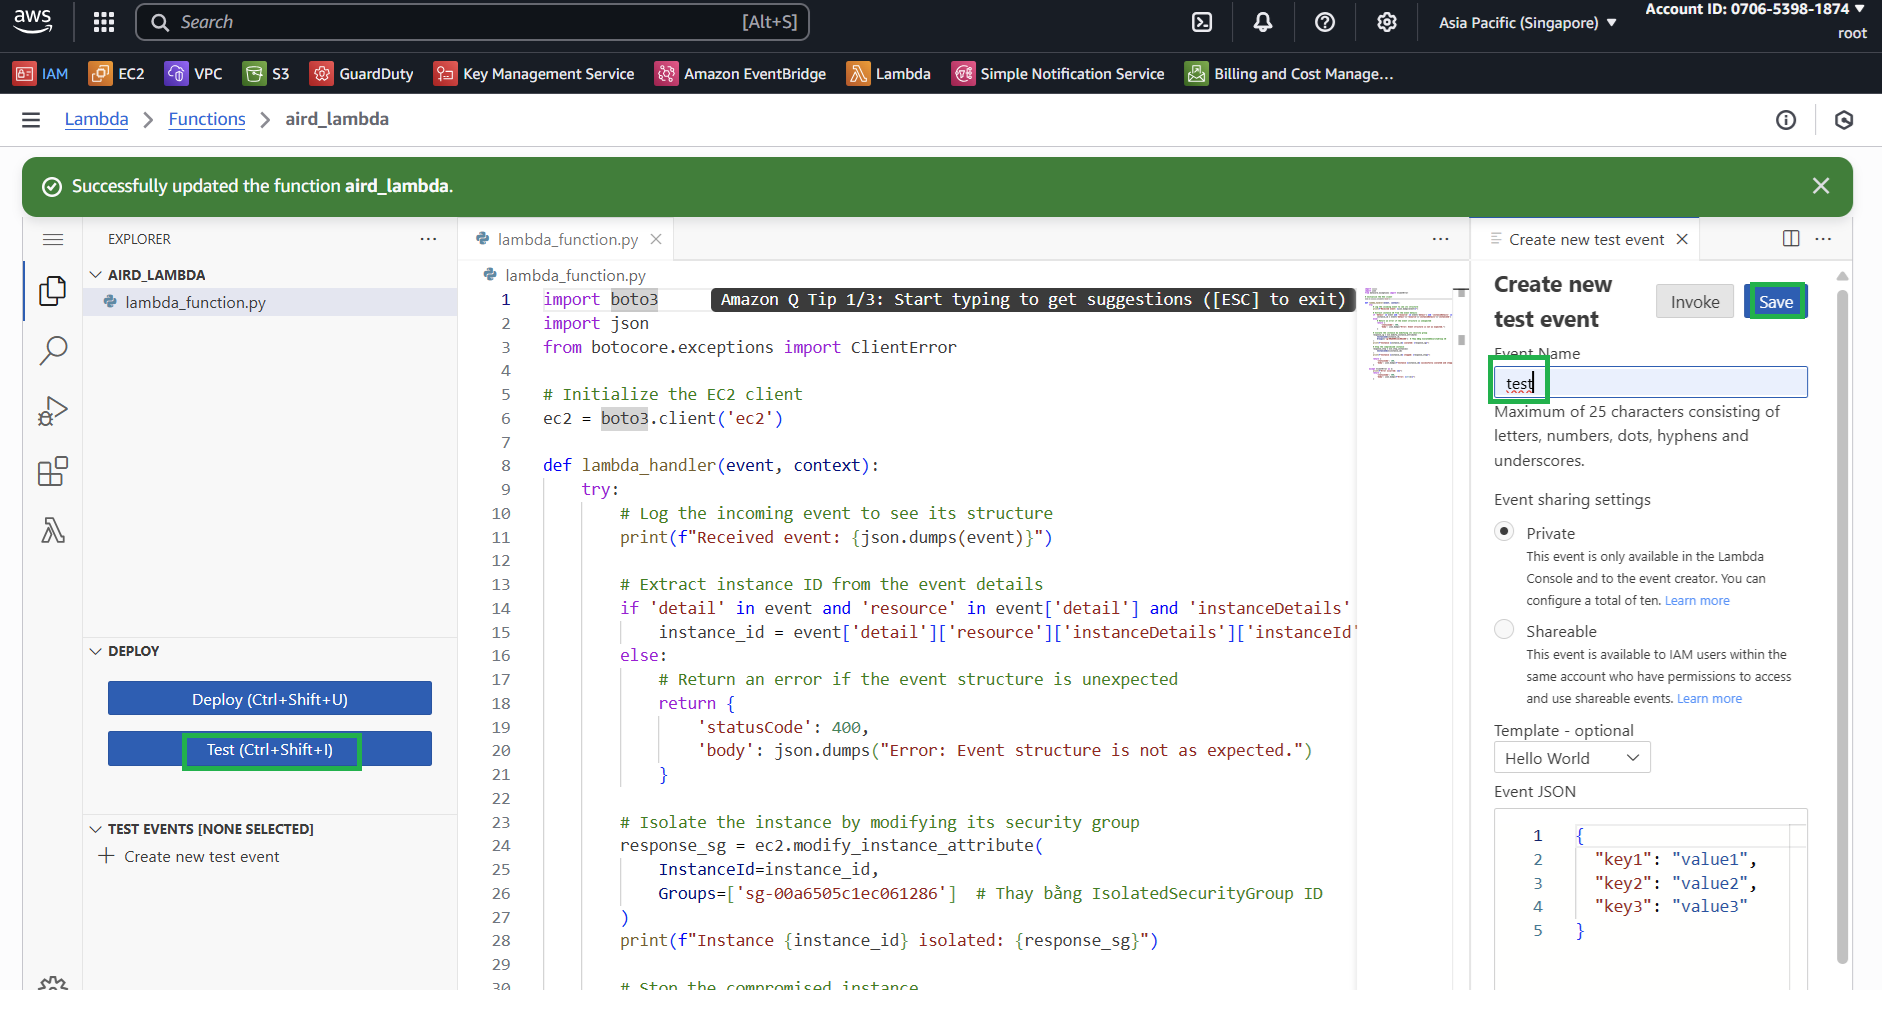 aws
Search [Alt+S]
Asia Pacific (Singapore)
Account ID: 0706-5398-1874
root
IAM EC2 VPC S3 GuardDuty Key Management Service Amazon EventBridge Lambda Simple Notification Service Billing and Cost Manage...
Lambda > Functions > aird_lambda
Successfully updated the function aird_lambda.
EXPLORER
AIRD_LAMBDA
lambda_function.py
DEPLOY
Deploy (Ctrl+Shift+U)
Test (Ctrl+Shift+I)
TEST EVENTS [NONE SELECTED]
Create new test event
lambda_function.py
lambda_function.py
Amazon Q Tip 1/3: Start typing to get suggestions ([ESC] to exit)
1 import boto3
2 import json
3 from botocore.exceptions import ClientError
4
5 # Initialize the EC2 client
6 ec2 = boto3.client('ec2')
7
8 def lambda_handler(event, context):
9 try:
10 # Log the incoming event to see its structure
11 print(f"Received event: {json.dumps(event)}")
12
13 # Extract instance ID from the event details
14 if 'detail' in event and 'resource' in event['detail'] and 'instanceDetails'
15 instance_id = event['detail']['resource']['instanceDetails']['instanceId'
16 else:
17 # Return an error if the event structure is unexpected
18 return {
19 'statusCode': 400,
20 'body': json.dumps("Error: Event structure is not as expected.")
21 }
22
23 # Isolate the instance by modifying its security group
24 response_sg = ec2.modify_instance_attribute(
25 InstanceId=instance_id,
26 Groups=['sg-00a6505c1ec061286'] # Thay bằng IsolatedSecurityGroup ID
27 )
28 print(f"Instance {instance_id} isolated: {response_sg}")
29
30 # Stop the compromised instance
Create new test event
Create new test event
Invoke
Save
Event Name
test
Maximum of 25 characters consisting of
letters, numbers, dots, hyphens and
underscores.
Event sharing settings
Private
This event is only available in the Lambda
Console and to the event creator. You can
configure a total of ten. Learn more
Shareable
This event is available to IAM users within the
same account who have permissions to access
and use shareable events. Learn more
Template - optional
Hello World
Event JSON
1 {
2 "key1": "value1",
3 "key2": "value2",
4 "key3": "value3"
5 }